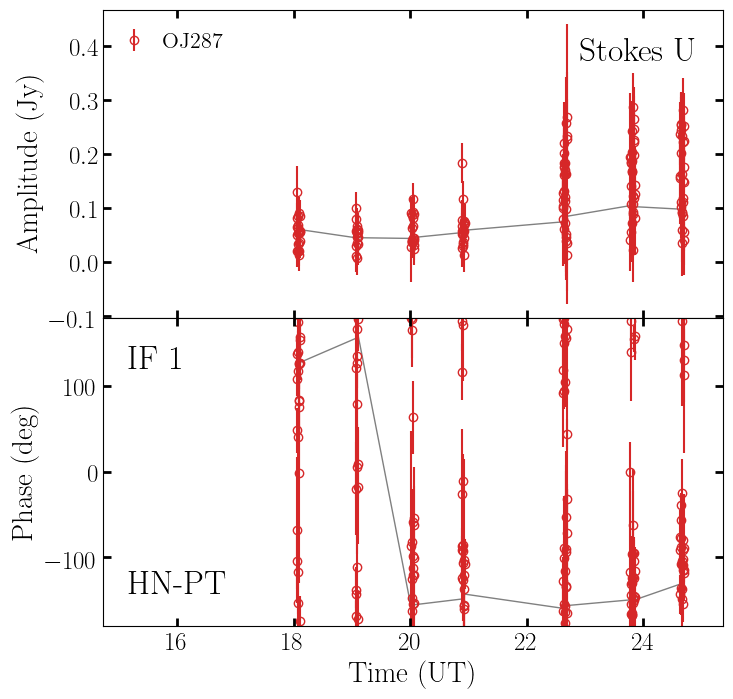 OJ287
Stokes U
Amplitude (Jy)
0.4
0.3
0.2
0.1
0.0
−0.1
IF 1
HN-PT
Phase (deg)
100
0
−100
16 18 20 22 24
Time (UT)